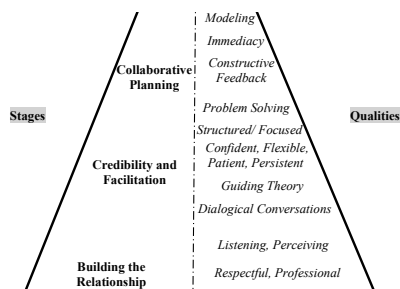 Modeling
Immediacy
Constructive
Feedback
Collaborative
Planning
Problem Solving
Stages
Qualities
Structured/ Focused
Confident, Flexible,
Patient, Persistent
Credibility and
Facilitation
Guiding Theory
Dialogical Conversations
Listening, Perceiving
Building the
Relationship
Respectful, Professional